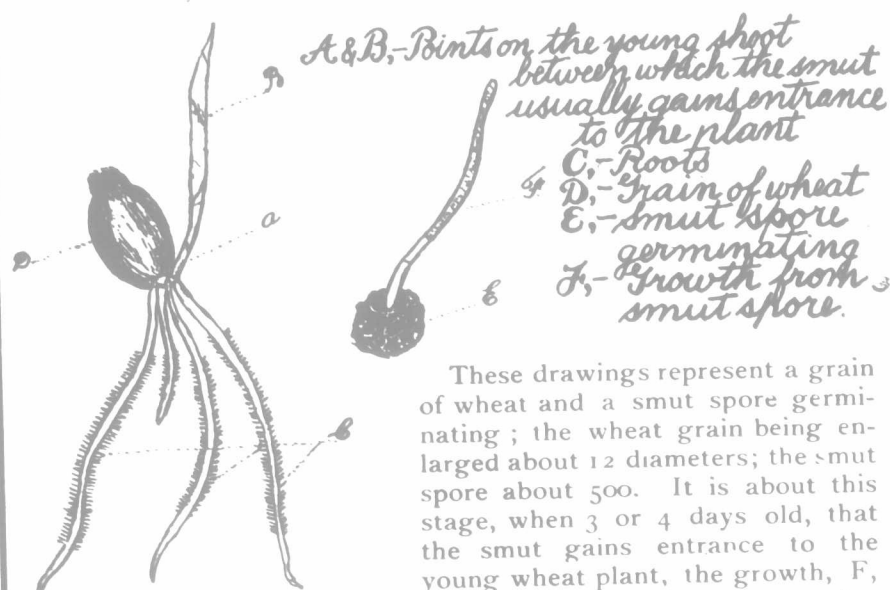 A & B,-Points on the young shoot
between which the smut
usually gains entrance
to the plant
C,-Roots
D,-Grain of wheat
E,-Smut spore
germinating
F,-Growth from
smut spore.
B
F
a
D
E
C
These drawings represent a grain
of wheat and a smut spore germi-
nating ; the wheat grain being en-
larged about 12 diameters; the smut
spore about 500. It is about this
stage, when 3 or 4 days old, that
the smut gains entrance to the
young wheat plant, the growth, F,